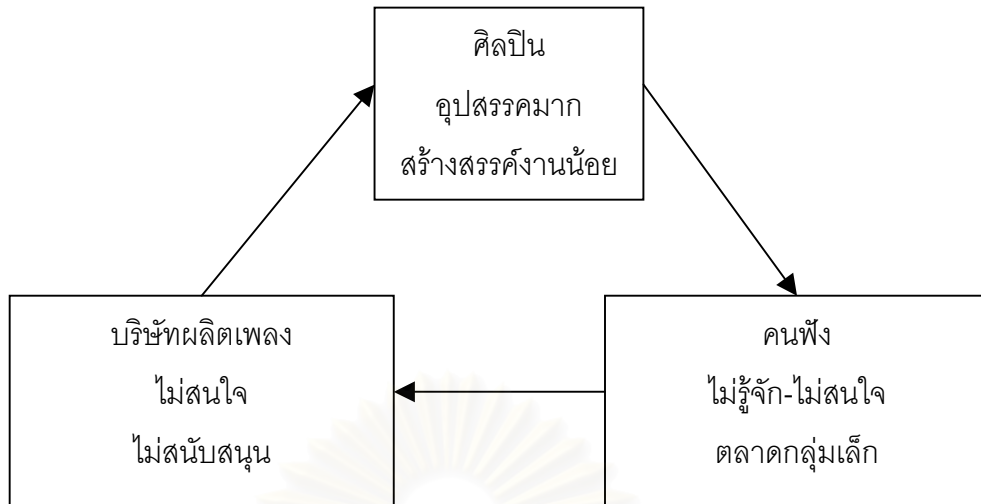 ศิลปิน
อุปสรรคมาก
สร้างสรรค์งานน้อย
บริษัทผลิตเพลง
ไม่สนใจ
ไม่สนับสนุน
คนฟัง
ไม่รู้จัก-ไม่สนใจ
ตลาดกลุ่มเล็ก